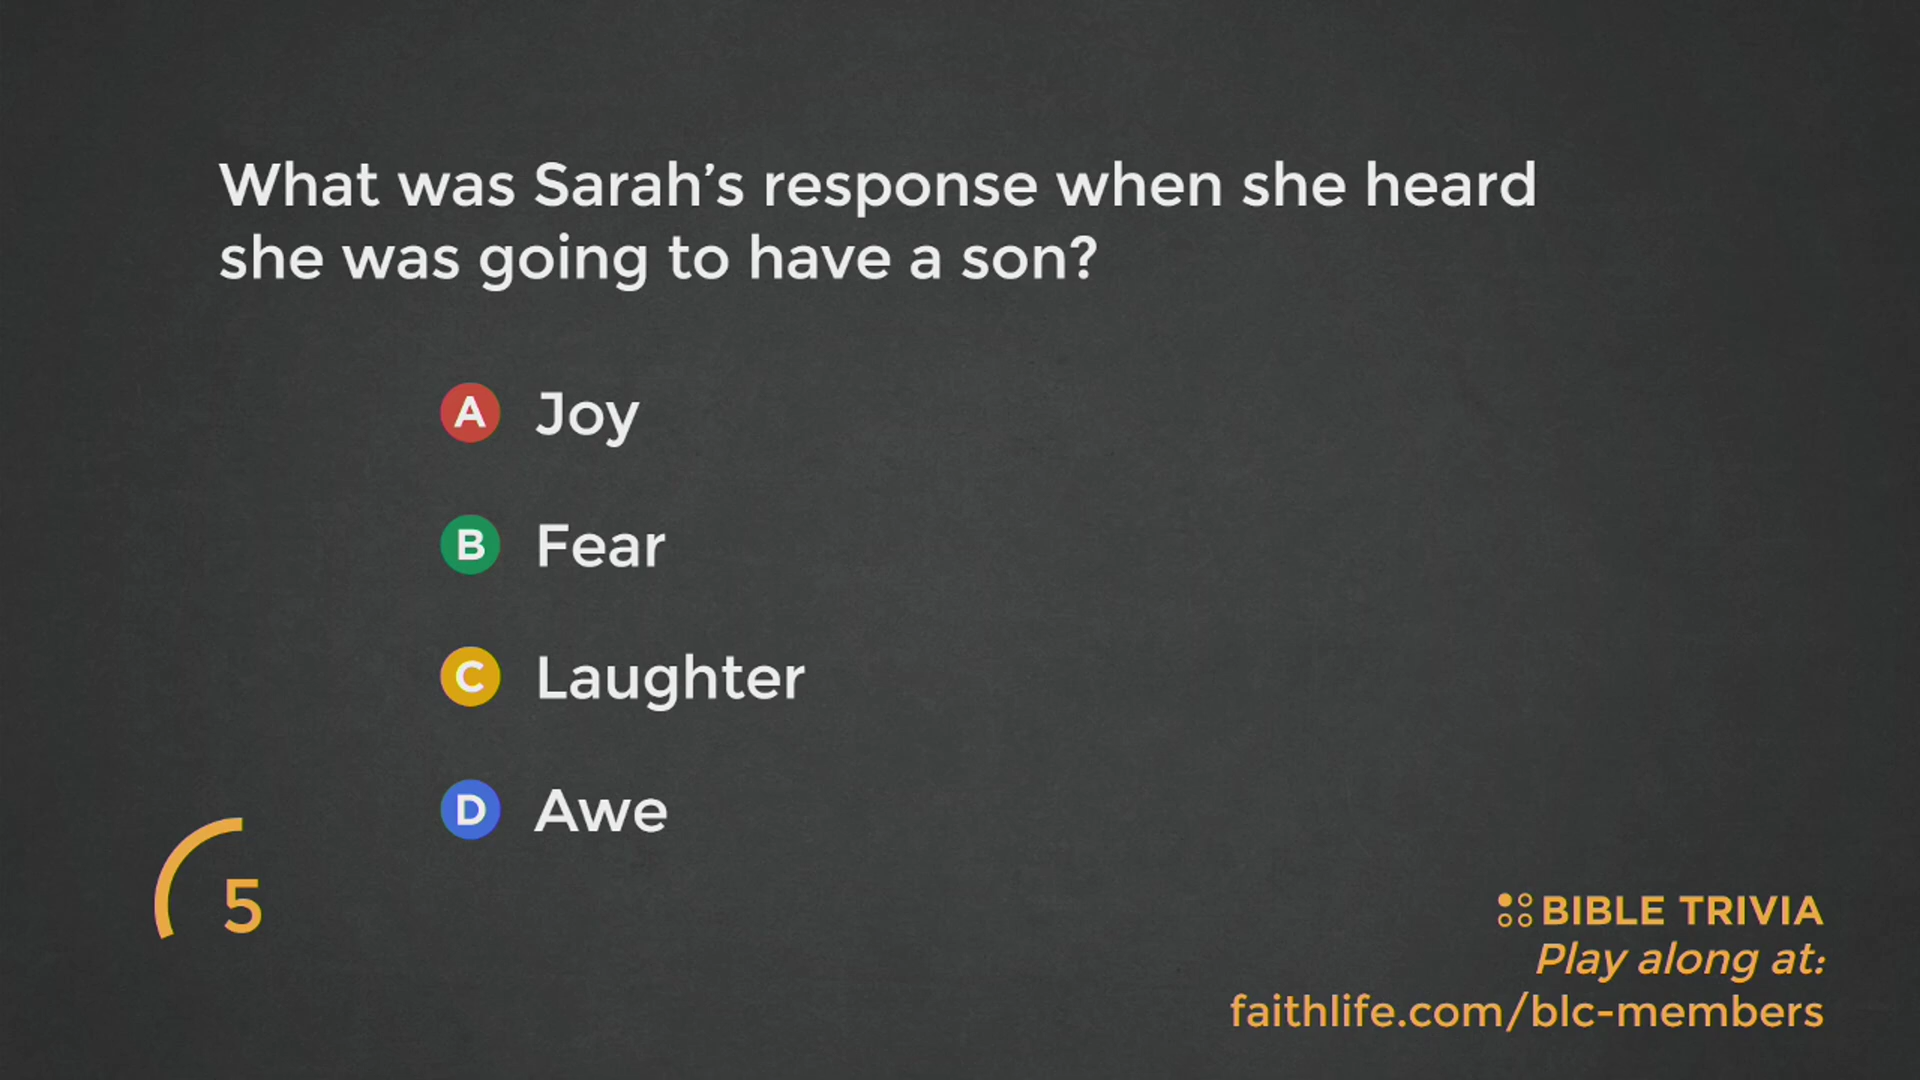 What was Sarah’s response when she heard
she was going to have a son?
A Joy
B Fear
C Laughter
D Awe
5
BIBLE TRIVIA
Play along at:
faithlife.com/blc-members